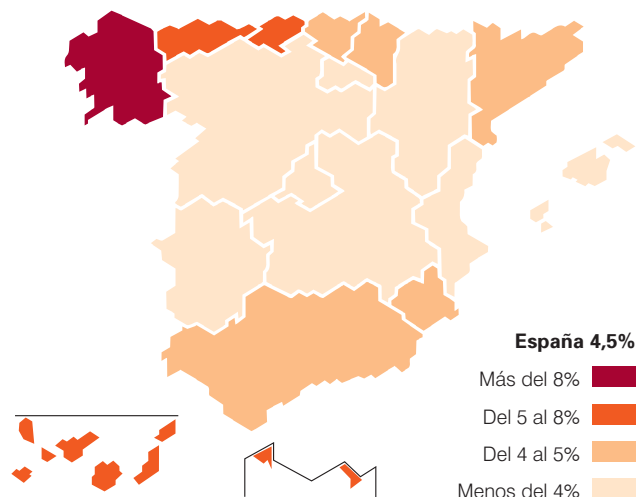 España 4,5%
Más del 8%
Del 5 al 8%
Del 4 al 5%
Menos del 4%